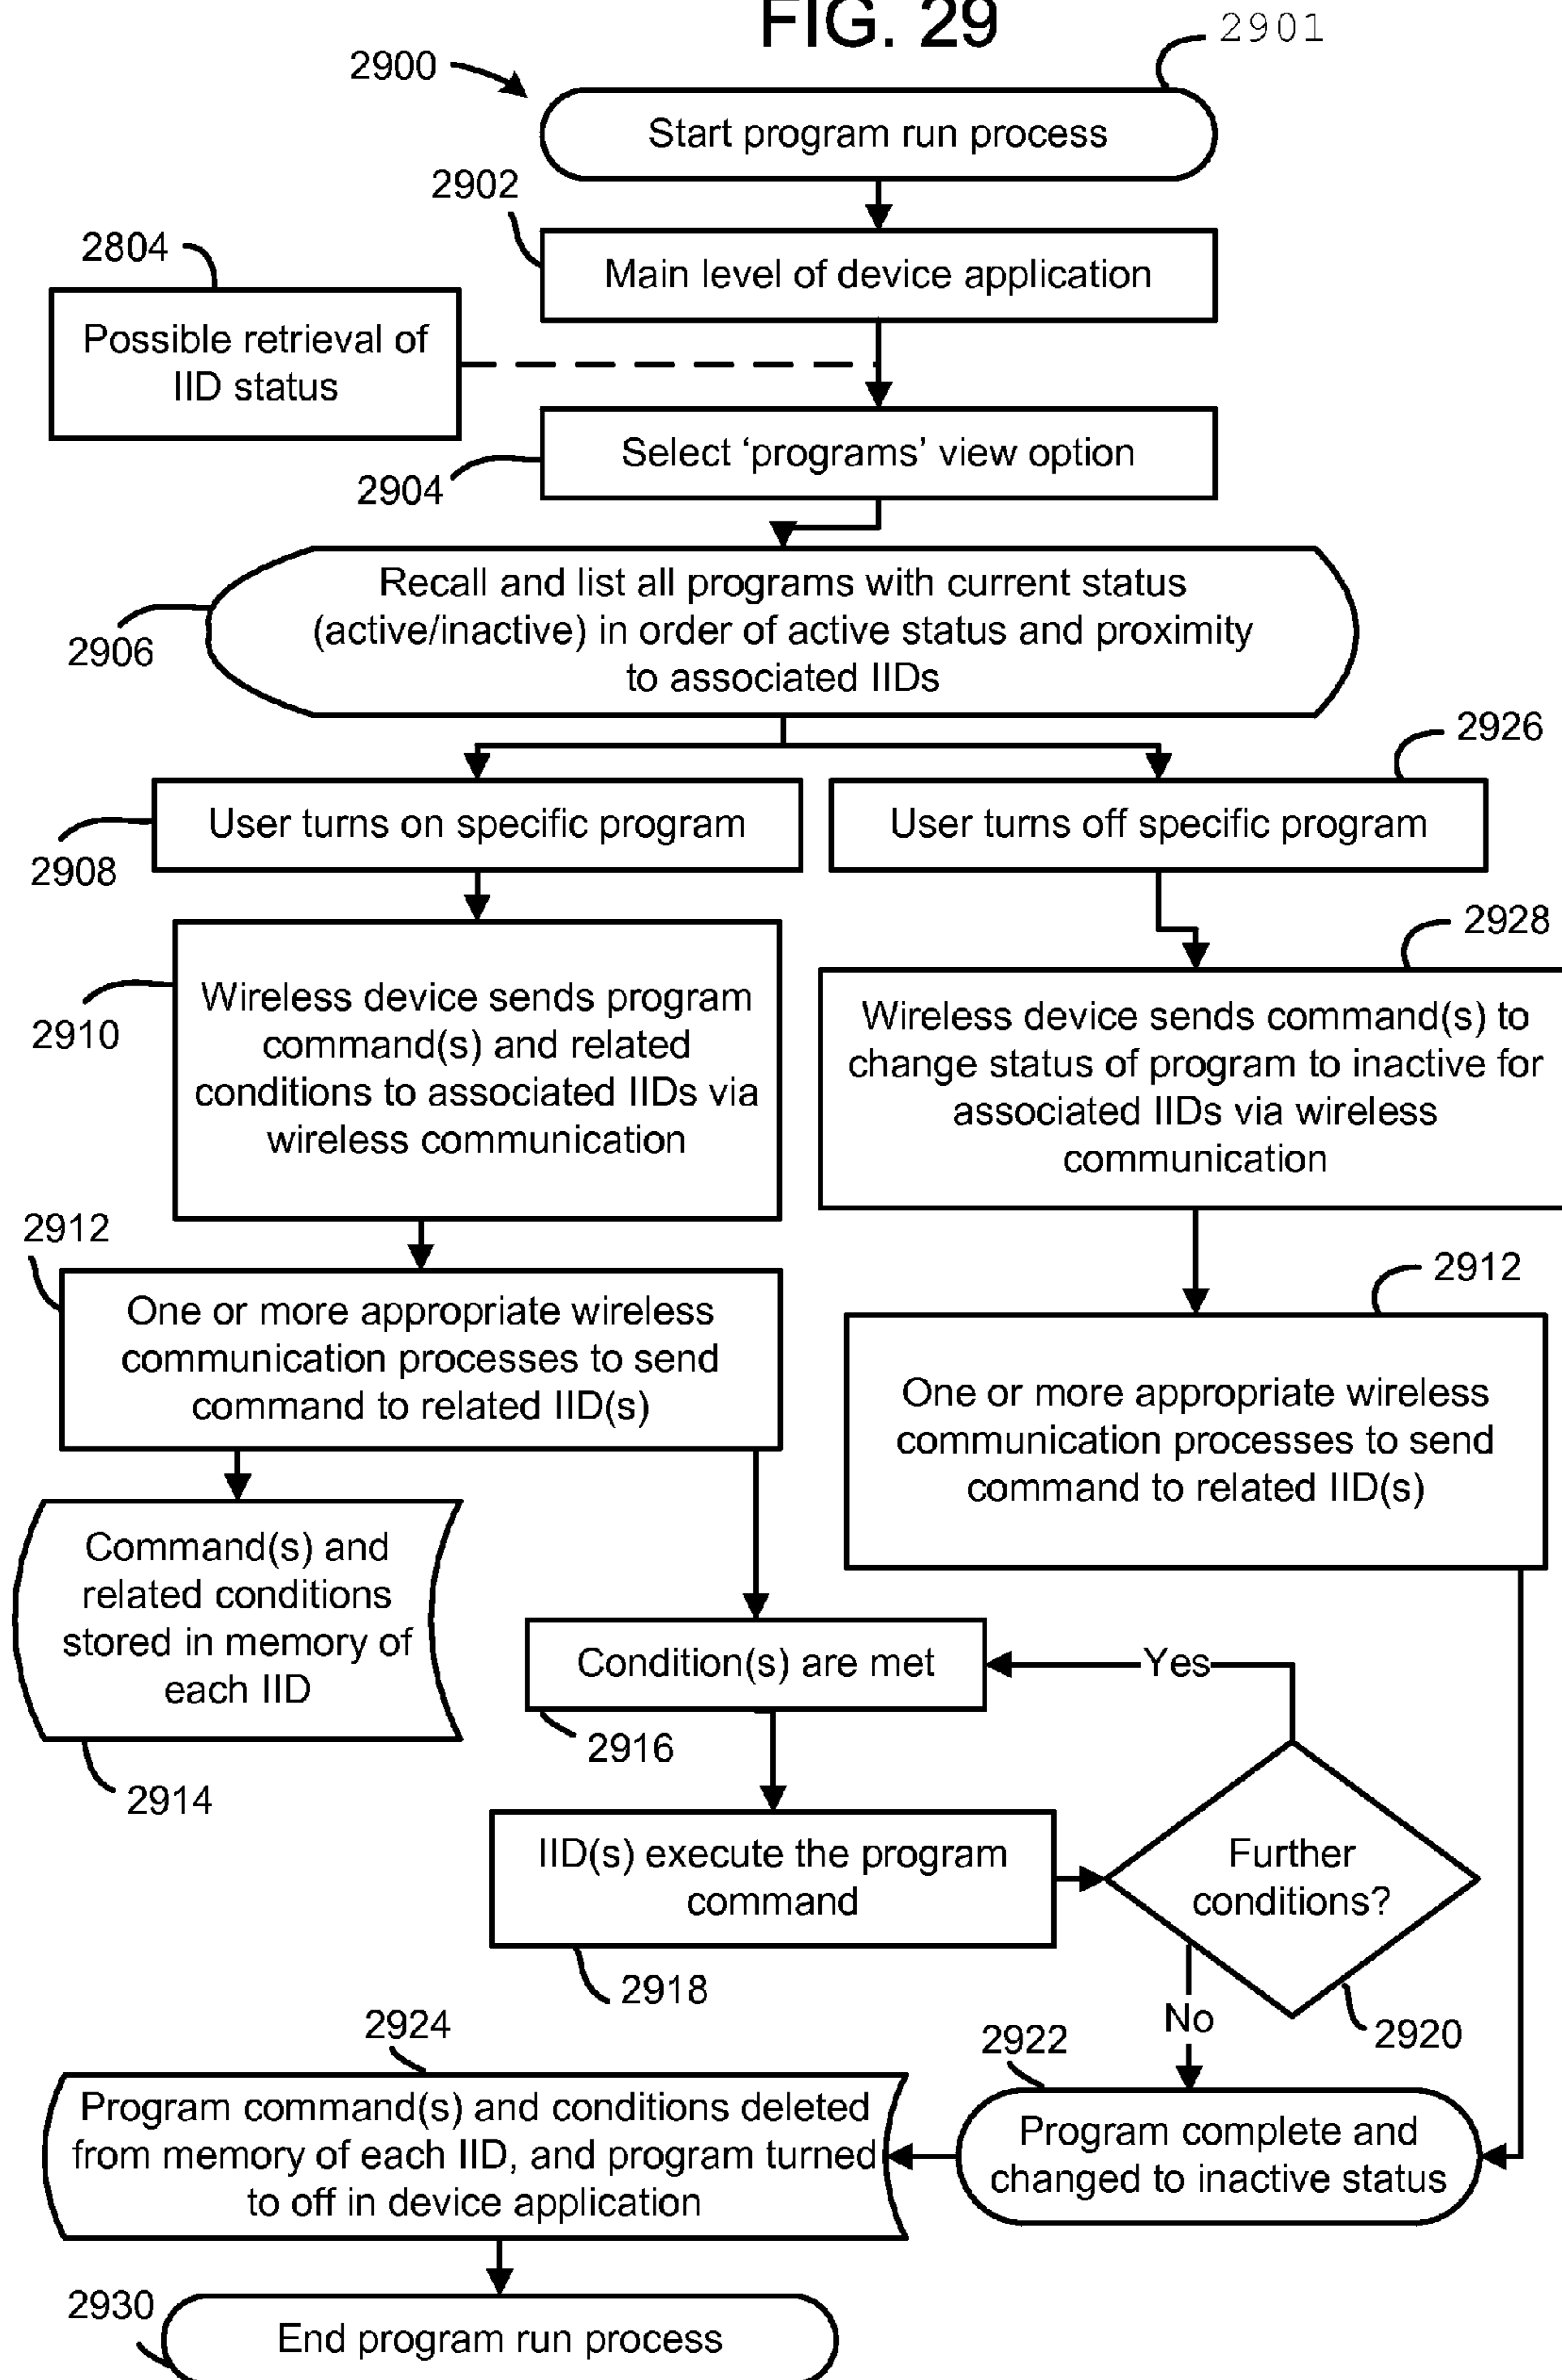 FIG. 29
2901
2900
Start program run process
2902
2804
Main level of device application
Possible retrieval of
IID status
Select ‘programs’ view option
2904
Recall and list all programs with current status
(active/inactive) in order of active status and proximity
to associated IIDs
2906
2926
User turns on specific program
User turns off specific program
2908
2928
Wireless device sends program
command(s) and related
conditions to associated IIDs via
wireless communication
2910
Wireless device sends command(s) to
change status of program to inactive for
associated IIDs via wireless
communication
2912
2912
One or more appropriate wireless
communication processes to send
command to related IID(s)
One or more appropriate wireless
communication processes to send
command to related IID(s)
Command(s) and
related conditions
stored in memory of
each IID
2914
Condition(s) are met
Yes
2916
IID(s) execute the program
command
Further
conditions?
2918
No
2920
2924
2922
Program command(s) and conditions deleted
from memory of each IID, and program turned
to off in device application
Program complete and
changed to inactive status
2930
End program run process